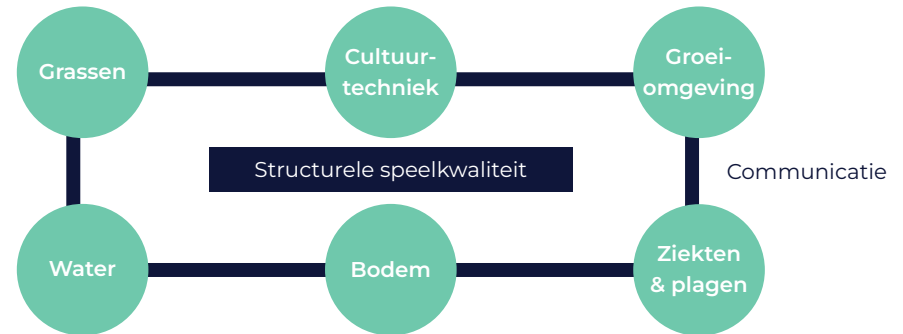 Grassen
Cultuur-
techniek
Groei-
omgeving
Structurele speelkwaliteit
Communicatie
Water
Bodem
Ziekten
& plagen